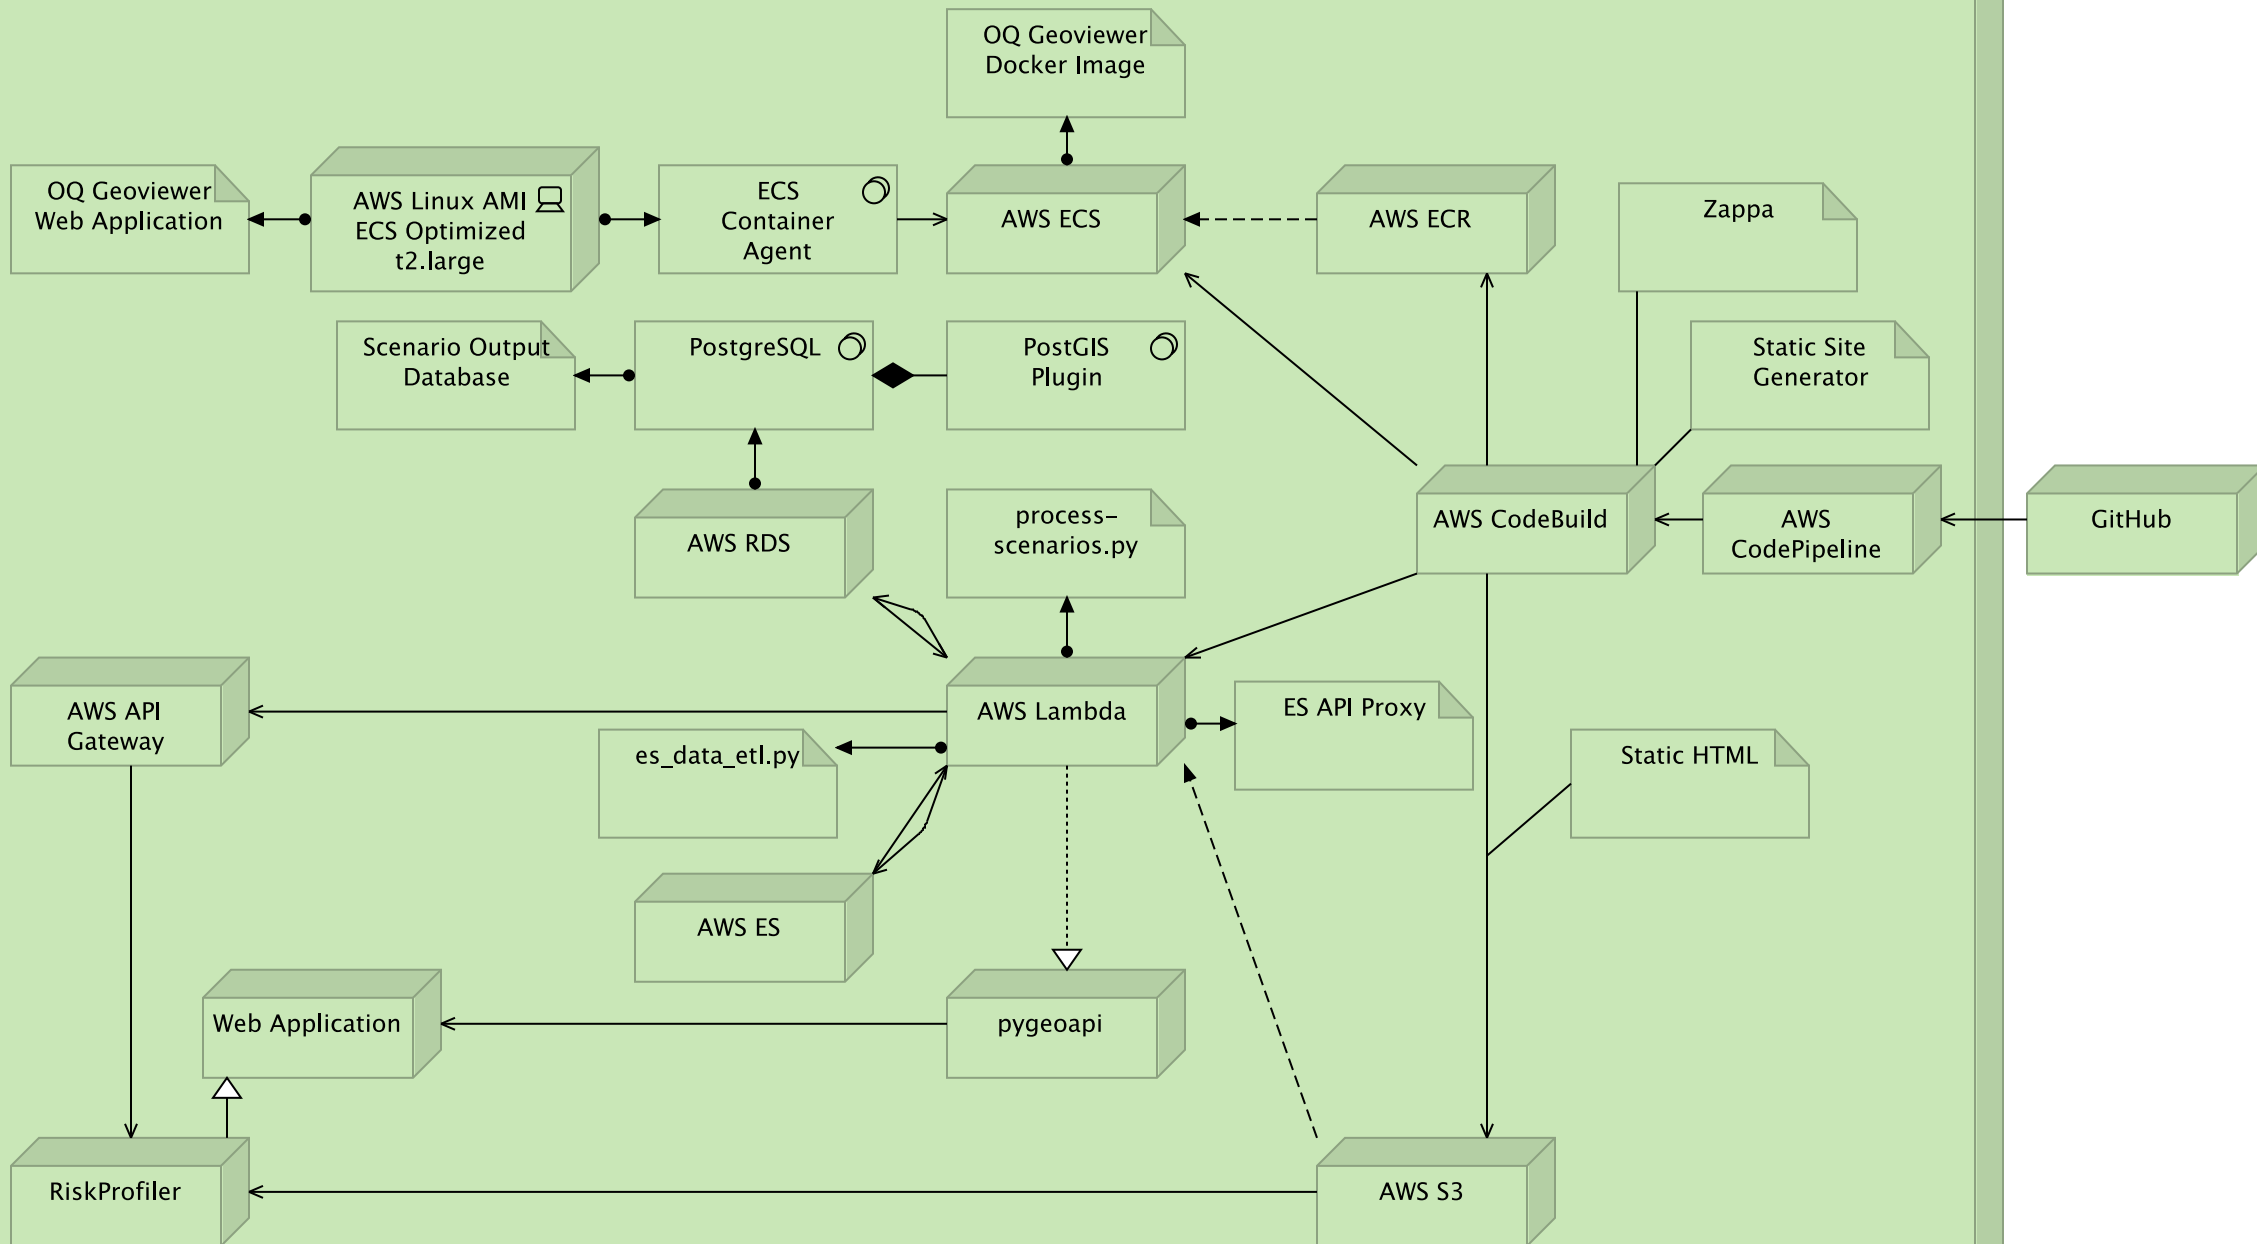 OQ Geoviewer
Docker Image
OQ Geoviewer
Web Application
AWS Linux AMI
ECS Optimized
t2.large
ECS
Container
Agent
AWS ECS
AWS ECR
Zappa
Scenario Output
Database
PostgreSQL
PostGIS
Plugin
Static Site
Generator
AWS RDS
process-
scenarios.py
AWS CodeBuild
AWS
CodePipeline
GitHub
AWS API
Gateway
AWS Lambda
ES API Proxy
es_data_etl.py
Static HTML
AWS ES
Web Application
pygeoapi
RiskProfiler
AWS S3